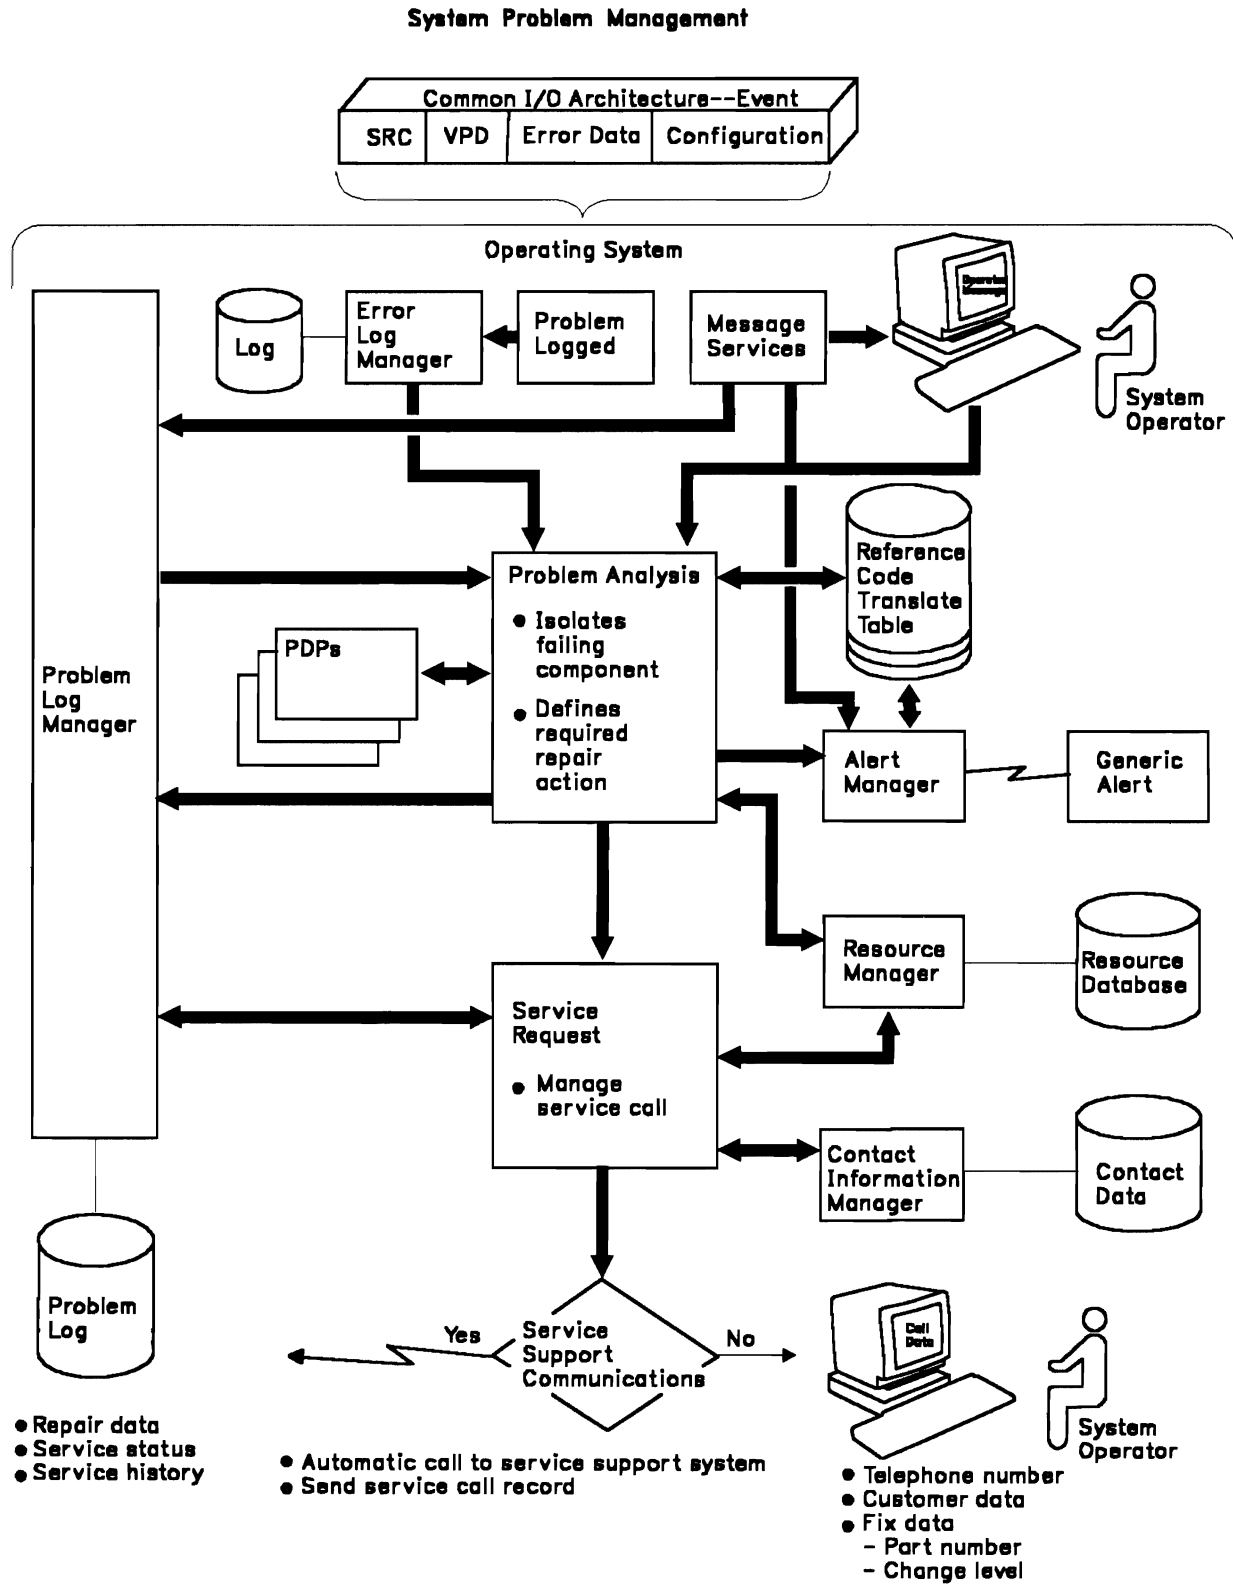 System Problem Management
Common I/O Architecture--Event
SRC
VPD
Error Data
Configuration
Operating System
Log
Error
Log
Manager
Problem
Logged
Message
Services
Operator
Message
System
Operator
Problem
Log
Manager
PDPs
Problem Analysis
● Isolates
failing
component
● Defines
required
repair
action
Reference
Code
Translate
Table
Alert
Manager
Generic
Alert
Resource
Manager
Resource
Database
Service
Request
● Manage
service call
Contact
Information
Manager
Contact
Data
Problem
Log
● Repair data
● Service status
● Service history
Yes
Service
Support
Communications
No
● Automatic call to service support system
● Send service call record
Call
Data
System
Operator
● Telephone number
● Customer data
● Fix data
– Part number
– Change level